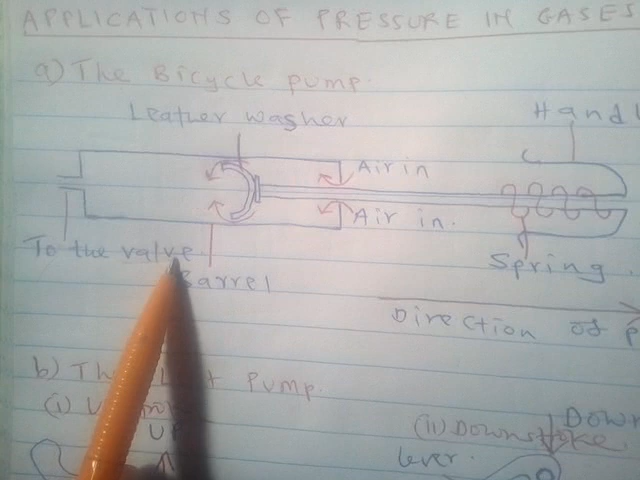 APPLICATIONS OF PRESSURE IN GASES
a) The Bicycle pump.
Leather washer
Air in
Air in.
To the valve
Spring.
Barrel
Direction of
b) Pump.
(i)
(ii) Downstroke
Lever.